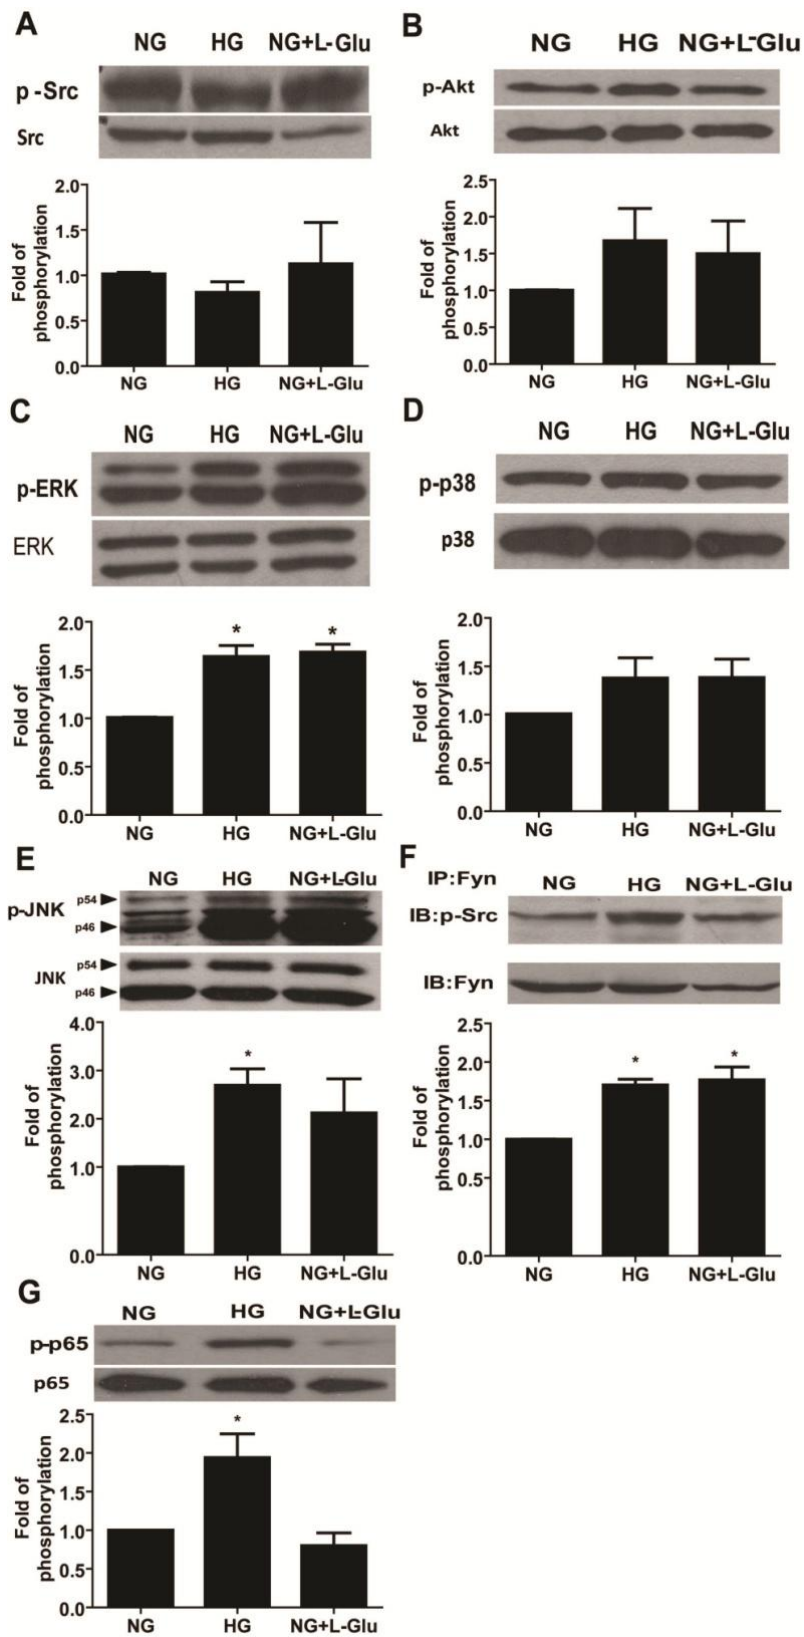 A
NG HG NG+L-Glu
p -Src
Src
2.0
1.5
1.0
0.5
0.0
Fold of
phosphorylation
NG HG NG+L-Glu
B
NG HG NG+L-Glu
p-Akt
Akt
2.5
2.0
1.5
1.0
0.5
0.0
Fold of
phosphorylation
NG HG NG+L-Glu
C
NG HG NG+L-Glu
p-ERK
ERK
2.0
1.5
1.0
0.5
0.0
Fold of
phosphorylation
* *
NG HG NG+L-Glu
D
NG HG NG+L-Glu
p-p38
p38
2.0
1.5
1.0
0.5
0.0
Fold of
phosphorylation
NG HG NG+L-Glu
E
NG HG NG+L-Glu
p-JNK
p54
p46
JNK
p54
p46
4.0
3.0
2.0
1.0
0.0
Fold of
phosphorylation
*
NG HG NG+L-Glu
F
IP:Fyn NG HG NG+L-Glu
IB:p-Src
IB:Fyn
2.5
2.0
1.5
1.0
0.5
0.0
Fold of
phosphorylation
* *
NG HG NG+L-Glu
G
NG HG NG+L-Glu
p-p65
p65
2.5
2.0
1.5
1.0
0.5
0.0
Fold of
phosphorylation
*
NG HG NG+L-Glu